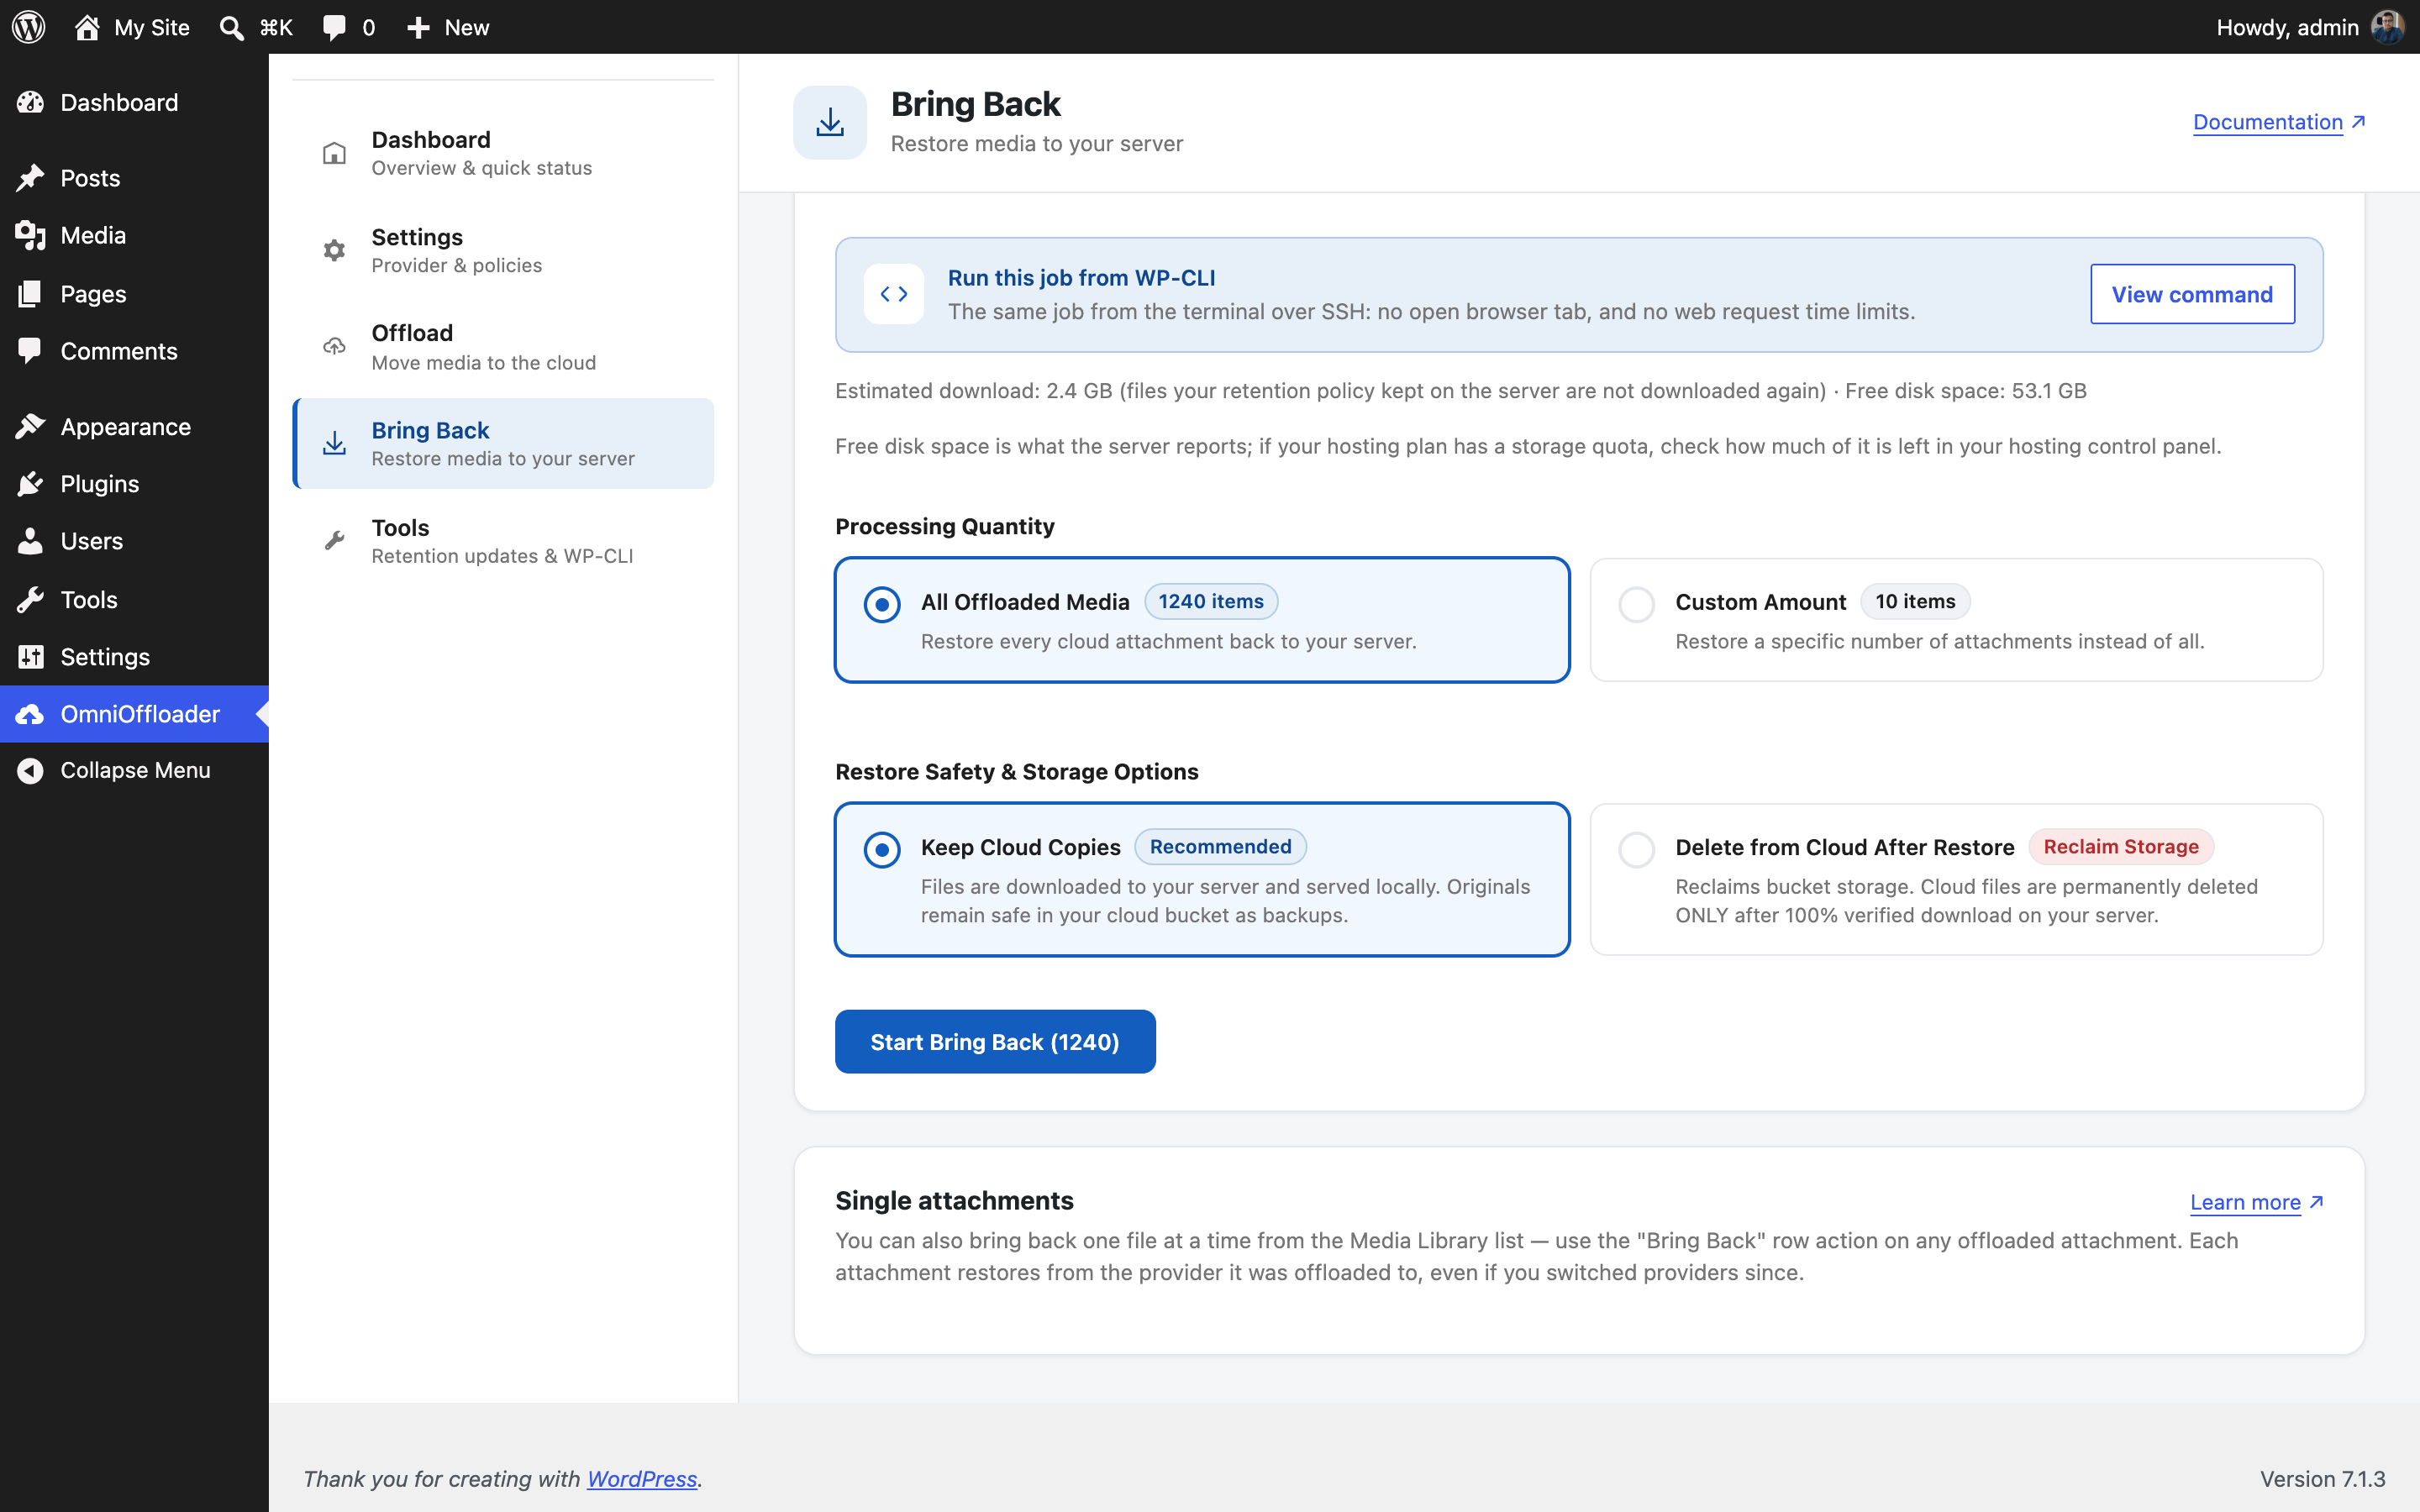 My Site
⌘K
0
New
Howdy, admin
Dashboard
Posts
Media
Pages
Comments
Appearance
Plugins
Users
Tools
Settings
OmniOffloader
Collapse Menu
Dashboard
Overview & quick status
Settings
Provider & policies
Offload
Move media to the cloud
Bring Back
Restore media to your server
Tools
Retention updates & WP-CLI
Bring Back
Restore media to your server
Documentation ↗
Run this job from WP-CLI
The same job from the terminal over SSH: no open browser tab, and no web request time limits.
View command
Estimated download: 2.4 GB (files your retention policy kept on the server are not downloaded again) · Free disk space: 53.1 GB
Free disk space is what the server reports; if your hosting plan has a storage quota, check how much of it is left in your hosting control panel.
Processing Quantity
All Offloaded Media 1240 items
Restore every cloud attachment back to your server.
Custom Amount 10 items
Restore a specific number of attachments instead of all.
Restore Safety & Storage Options
Keep Cloud Copies Recommended
Files are downloaded to your server and served locally. Originals
remain safe in your cloud bucket as backups.
Delete from Cloud After Restore Reclaim Storage
Reclaims bucket storage. Cloud files are permanently deleted
ONLY after 100% verified download on your server.
Start Bring Back (1240)
Single attachments
Learn more ↗
You can also bring back one file at a time from the Media Library list — use the "Bring Back" row action on any offloaded attachment. Each
attachment restores from the provider it was offloaded to, even if you switched providers since.
Thank you for creating with WordPress.
Version 7.1.3